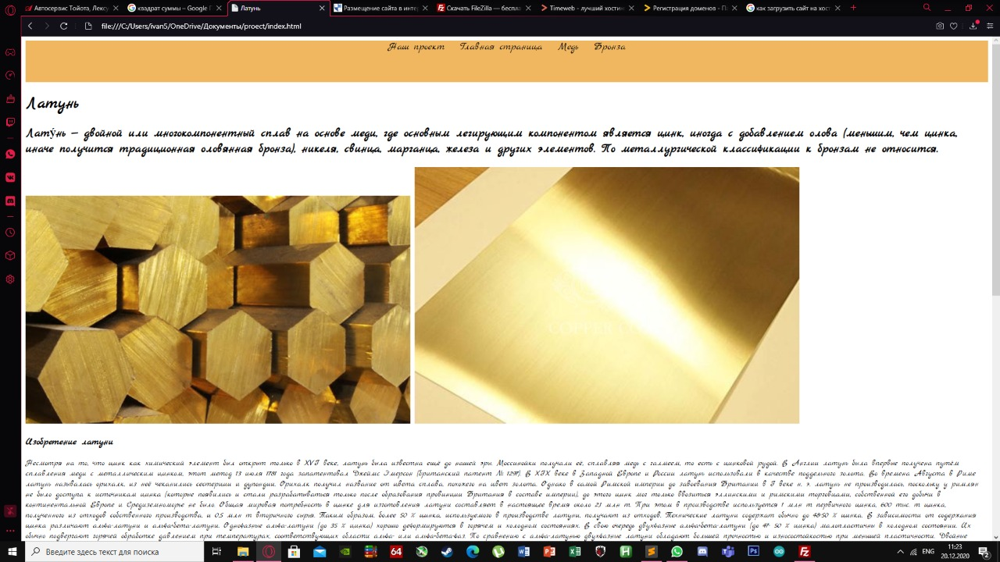 Автосервис Тойота, Лексу
квадрат суммы – Google П
Латунь
Размещение сайта в интер
Скачать FileZilla — беспла
Timeweb - лучший хостин
Регистрация доменов - Па
как загрузить сайт на хост
file:///C:/Users/ivan5/OneDrive/Документы/proect/index.html
Наш проект Главная страница Медь Бронза
Латунь
Лату́нь — двойной или многокомпонентный сплав на основе меди, где основным легирующим компонентом является цинк, иногда с добавлением олова (меньшим, чем цинка,
иначе получится традиционная оловянная бронза), никеля, свинца, марганца, железа и других элементов. По металлургической классификации к бронзам не относится.
Изобретение латуни
Несмотря на то, что цинк как химический элемент был открыт только в XVI веке, латунь была известна ещё до нашей эры. Моссинойки получали её, сплавляя медь с галмеем, то есть с цинковой рудой. В Англии латунь была впервые получена путём
сплавления меди с металлическим цинком, этот метод 13 июля 1781 года запатентовал Джеймс Эмерсон (британский патент № 1297). В XIX веке в Западной Европе и России латунь использовали в качестве поддельного золота. Во времена Августа в Риме
латунь называлась орихалк, из неё чеканились сестерции и дупондии. Орихалк получил название от цвета сплава, похожего на цвет золота. Однако в самой Римской империи до завоевания Британии в I веке н. э. латунь не производилась, поскольку у римлян
не было доступа к источникам цинка (которые появились и стали разрабатываться только после образования провинции Британия в составе империи), до этого цинк мог только ввозиться эллинскими и римскими торговцами, собственной его добычи в
континентальной Европе и Средиземноморье не было. Общая мировая потребность в цинке для изготовления латуни составляет в настоящее время около 2,1 млн т. При этом в производстве используется 1 млн т первичного цинка, 600 тыс. т цинка,
полученного из отходов собственного производства, и 0,5 млн т вторичного сырья. Таким образом, более 50 % цинка, используемого в производстве латуни, получают из отходов. Технические латуни содержат обычно до 48-50 % цинка. В зависимости от содержания
цинка различают альфа-латуни и альфа-бета-латуни. Однофазные альфа-латуни (до 35 % цинка) хорошо деформируются в горячем и холодном состояниях. В свою очередь двухфазные альфа-бета-латуни (до 47- 50 % цинка) малопластичны в холодном состоянии. Их
обычно подвергают горячей обработке давлением при температурах, соответствующих области альфа- или альфа-бета-фаз. По сравнению с альфа-латунью двухфазные латуни обладают большей прочностью и износостойкостью при меньшей пластичности. Двойные
Введите здесь текст для поиска
64
ENG
11:23
20.12.2020
2